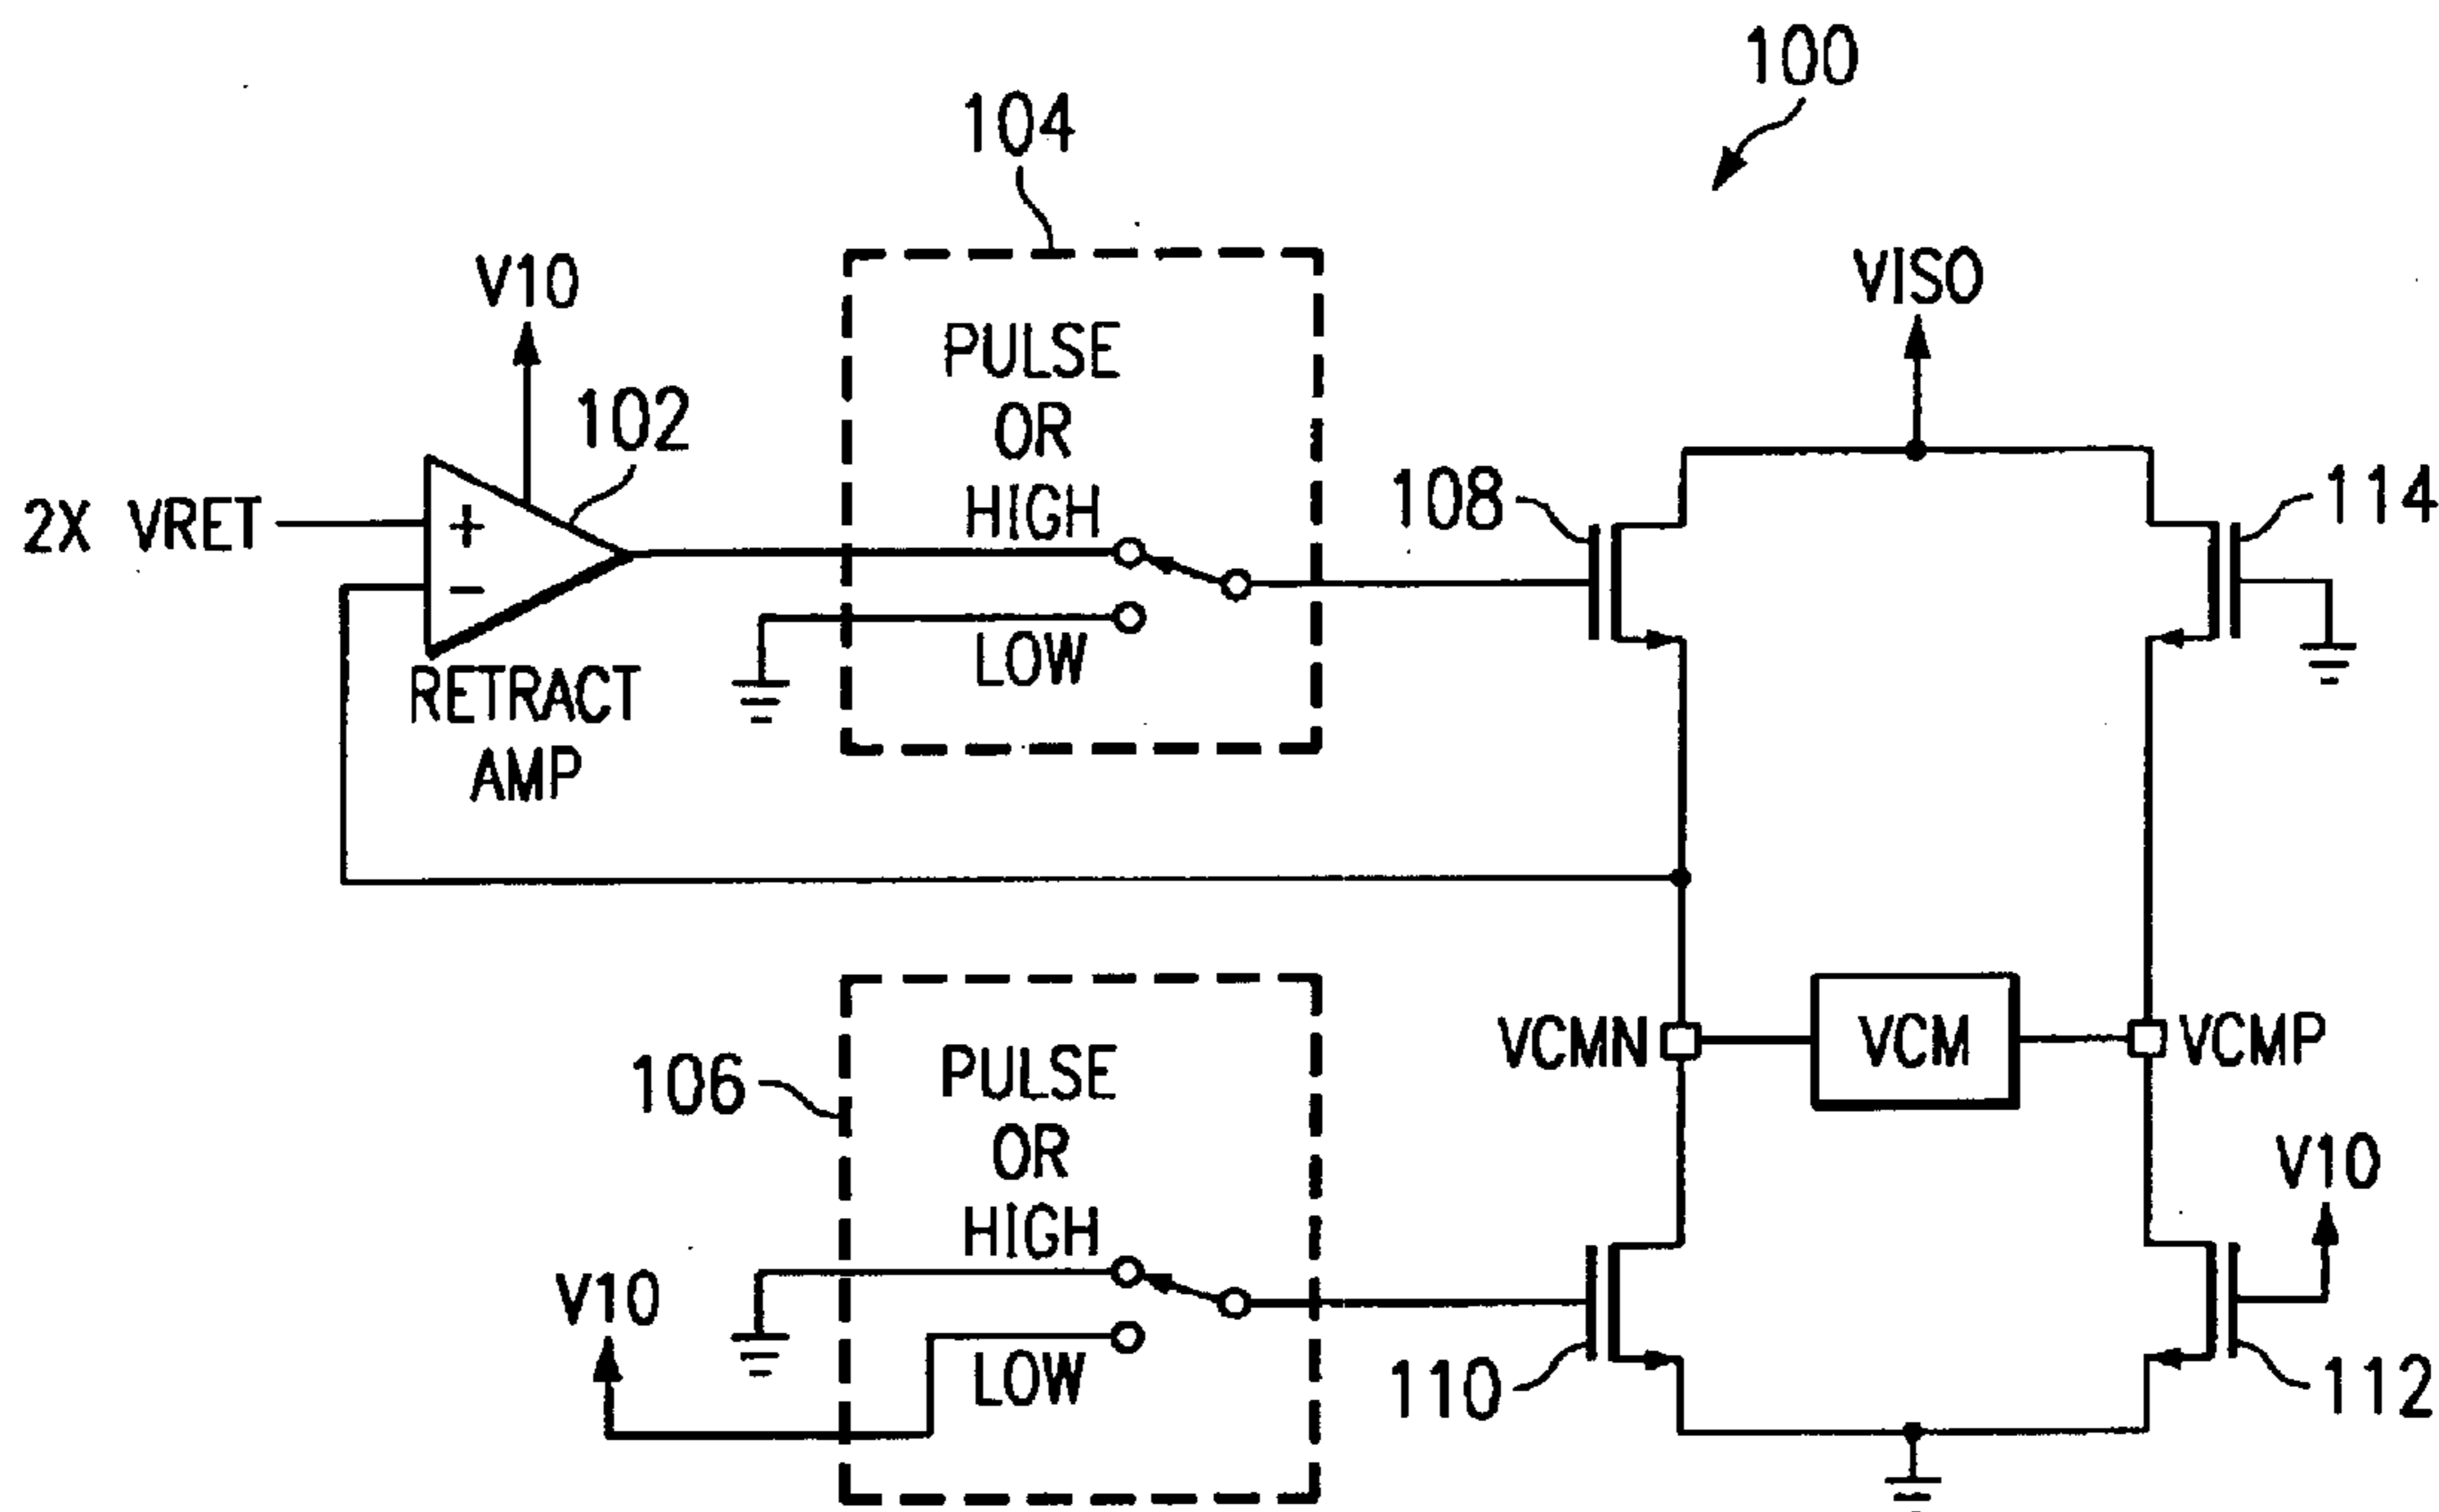 100
104
V10
VISO
PULSE
OR
HIGH
102
108
114
2X VRET
+
−
LOW
RETRACT
AMP
VCMN
VCM
VCMP
106
PULSE
OR
HIGH
V10
V10
LOW
110
112